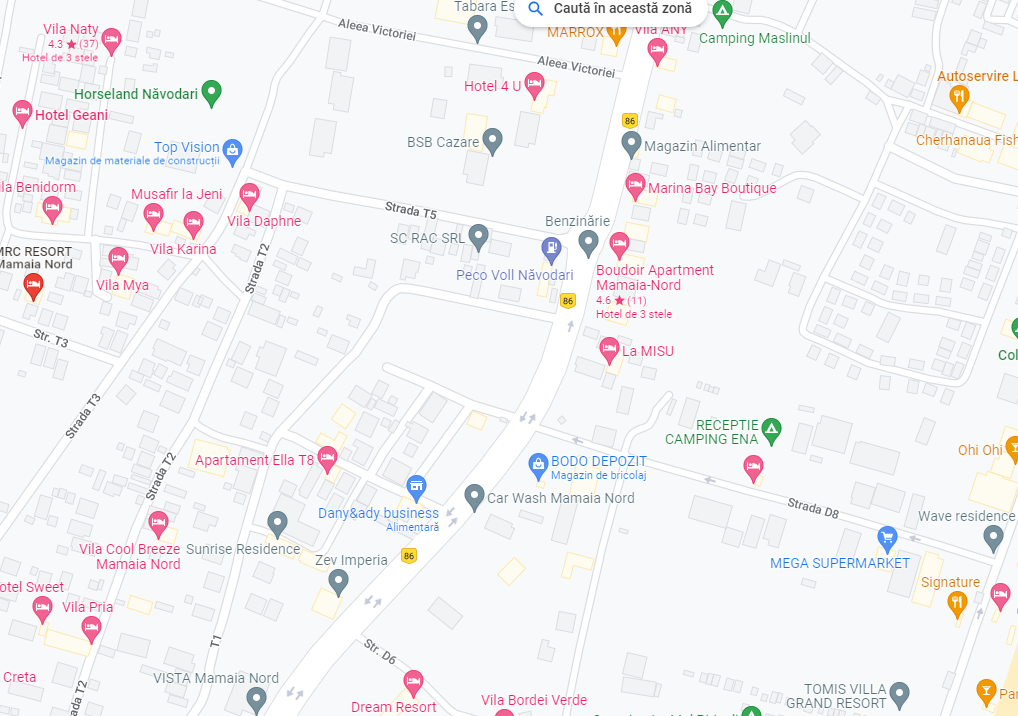 Tabara Es
Caută în această zonă
Vila Naty
4.3 ★ (37)
Hotel de 3 stele
Aleea Victoriei
MARROX
Vila ANY
Camping Maslinul
Aleea Victoriei
Autoservire L
Hotel 4 U
Horseland Năvodari
Hotel Geani
86
BSB Cazare
Magazin Alimentar
Cherhanaua Fish
Top Vision
Magazin de materiale de construcții
ila Benidorm
Musafir la Jeni
Marina Bay Boutique
Vila Daphne
Strada T5
Benzinărie
Vila Karina
SC RAC SRL
MRC RESORT
Mamaia Nord
Strada T2
Vila Mya
Peco Voll Năvodari
Boudoir Apartment
Mamaia-Nord
4.6 ★ (11)
Hotel de 3 stele
86
Str. T3
La MISU
Col
Strada T3
RECEPTIE
CAMPING ENA
Ohi Ohi
Apartament Ella T8
BODO DEPOZIT
Magazin de bricolaj
Strada T2
Car Wash Mamaia Nord
Strada D8
Dany&ady business
Alimentară
Wave residence
Vila Cool Breeze
Mamaia Nord
Sunrise Residence
Zev Imperia
86
MEGA SUPERMARKET
Signature
otel Sweet
Vila Pria
T1
Str. D6
Creta
VISTA Mamaia Nord
da T2
Dream Resort
Vila Bordei Verde
TOMIS VILLA
GRAND RESORT
Par